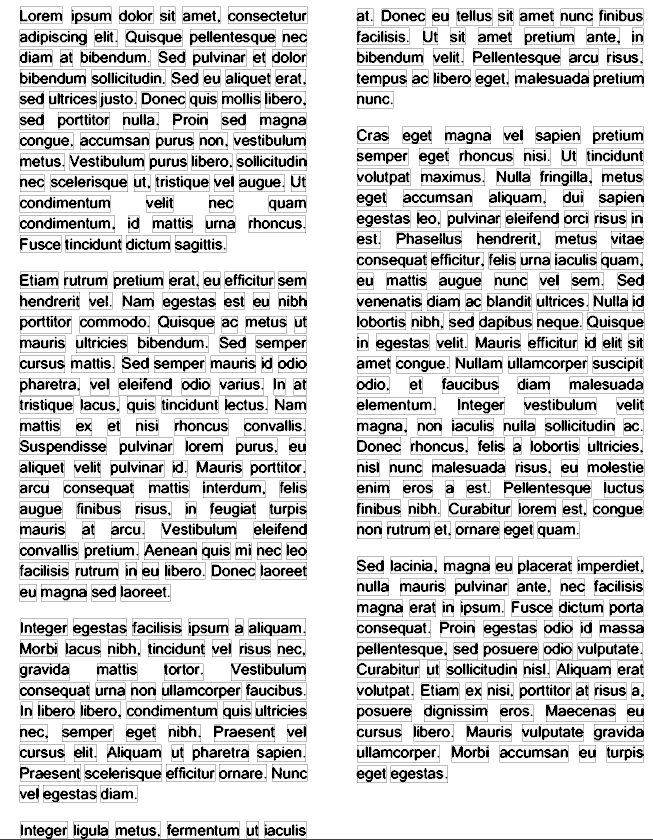 Lorem ipsum dolor sit amet, consectetur
adipiscing elit. Quisque pellentesque nec
diam at bibendum. Sed pulvinar et dolor
bibendum sollicitudin. Sed eu aliquet erat,
sed ultrices justo. Donec quis mollis libero,
sed porttitor nulla. Proin sed magna
congue, accumsan purus non, vestibulum
metus. Vestibulum purus libero, sollicitudin
nec scelerisque ut, tristique vel augue. Ut
condimentum velit nec quam
condimentum, id mattis urna rhoncus.
Fusce tincidunt dictum sagittis.
Etiam rutrum pretium erat, eu efficitur sem
hendrerit vel. Nam egestas est eu nibh
porttitor commodo. Quisque ac metus ut
mauris ultricies bibendum. Sed semper
cursus mattis. Sed semper mauris id odio
pharetra, vel eleifend odio varius. In at
tristique lacus, quis tincidunt lectus. Nam
mattis ex et nisi rhoncus convallis.
Suspendisse pulvinar lorem purus, eu
aliquet velit pulvinar id. Mauris porttitor,
arcu consequat mattis interdum, felis
augue finibus risus, in feugiat turpis
mauris at arcu. Vestibulum eleifend
convallis pretium. Aenean quis mi nec leo
facilisis rutrum in eu libero. Donec laoreet
eu magna sed laoreet.
Integer egestas facilisis ipsum a aliquam.
Morbi lacus nibh, tincidunt vel risus nec,
gravida mattis tortor. Vestibulum
consequat urna non ullamcorper faucibus.
In libero libero, condimentum quis ultricies
nec, semper eget nibh. Praesent vel
cursus elit. Aliquam ut pharetra sapien.
Praesent scelerisque efficitur ornare. Nunc
vel egestas diam.
Integer ligula metus, fermentum ut iaculis
at. Donec eu tellus sit amet nunc finibus
facilisis. Ut sit amet pretium ante, in
bibendum velit. Pellentesque arcu risus,
tempus ac libero eget, malesuada pretium
nunc.
Cras eget magna vel sapien pretium
semper eget rhoncus nisi. Ut tincidunt
volutpat maximus. Nulla fringilla, metus
eget accumsan aliquam, dui sapien
egestas leo, pulvinar eleifend orci risus in
est. Phasellus hendrerit, metus vitae
consequat efficitur, felis urna iaculis quam,
eu mattis augue nunc vel sem. Sed
venenatis diam ac blandit ultrices. Nulla id
lobortis nibh, sed dapibus neque. Quisque
in egestas velit. Mauris efficitur id elit sit
amet congue. Nullam ullamcorper suscipit
odio, et faucibus diam malesuada
elementum. Integer vestibulum velit
magna, non iaculis nulla sollicitudin ac.
Donec rhoncus, felis a lobortis ultricies,
nisl nunc malesuada risus, eu molestie
enim eros a est. Pellentesque luctus
finibus nibh. Curabitur lorem est, congue
non rutrum et, ornare eget quam.
Sed lacinia, magna eu placerat imperdiet,
nulla mauris pulvinar ante, nec facilisis
magna erat in ipsum. Fusce dictum porta
consequat. Proin egestas odio id massa
pellentesque, sed posuere odio vulputate.
Curabitur ut sollicitudin nisl. Aliquam erat
volutpat. Etiam ex nisi, porttitor at risus a,
posuere dignissim eros. Maecenas eu
cursus libero. Mauris vulputate gravida
ullamcorper. Morbi accumsan eu turpis
eget egestas.